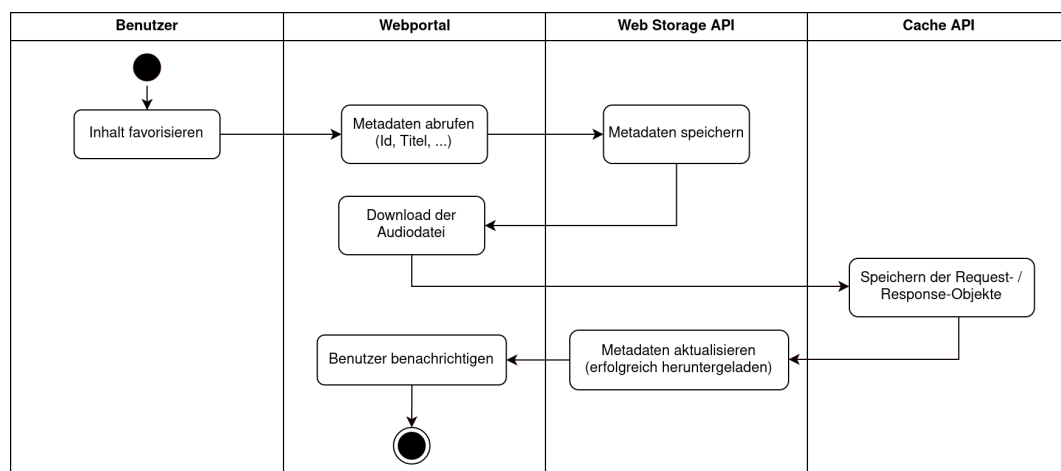 Benutzer
Webportal
Web Storage API
Cache API
Inhalt favorisieren
Metadaten abrufen
(Id, Titel, ...)
Metadaten speichern
Download der
Audiodatei
Speichern der Request- /
Response-Objekte
Benutzer benachrichtigen
Metadaten aktualisieren
(erfolgreich heruntergeladen)